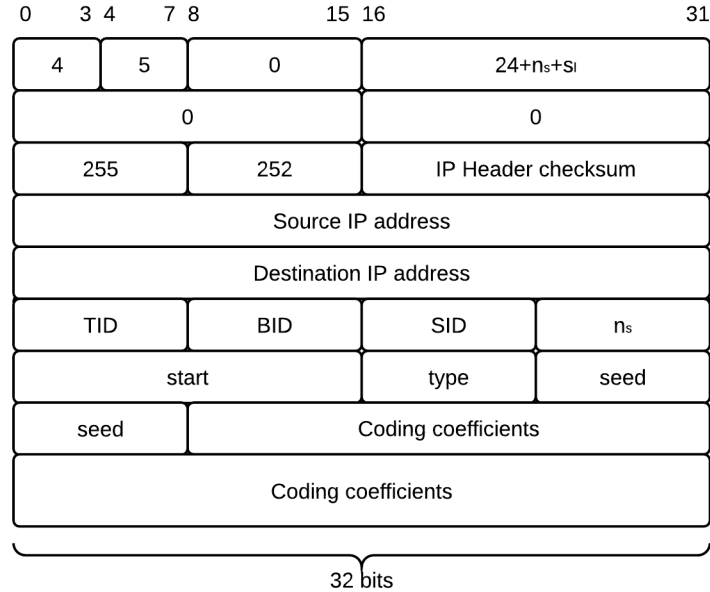 0 3 4 7 8 15 16 31
4 5 0 24+nₛ+sₗ
0 0
255 252 IP Header checksum
Source IP address
Destination IP address
TID BID SID nₛ
start type seed
seed Coding coefficients
Coding coefficients
32 bits